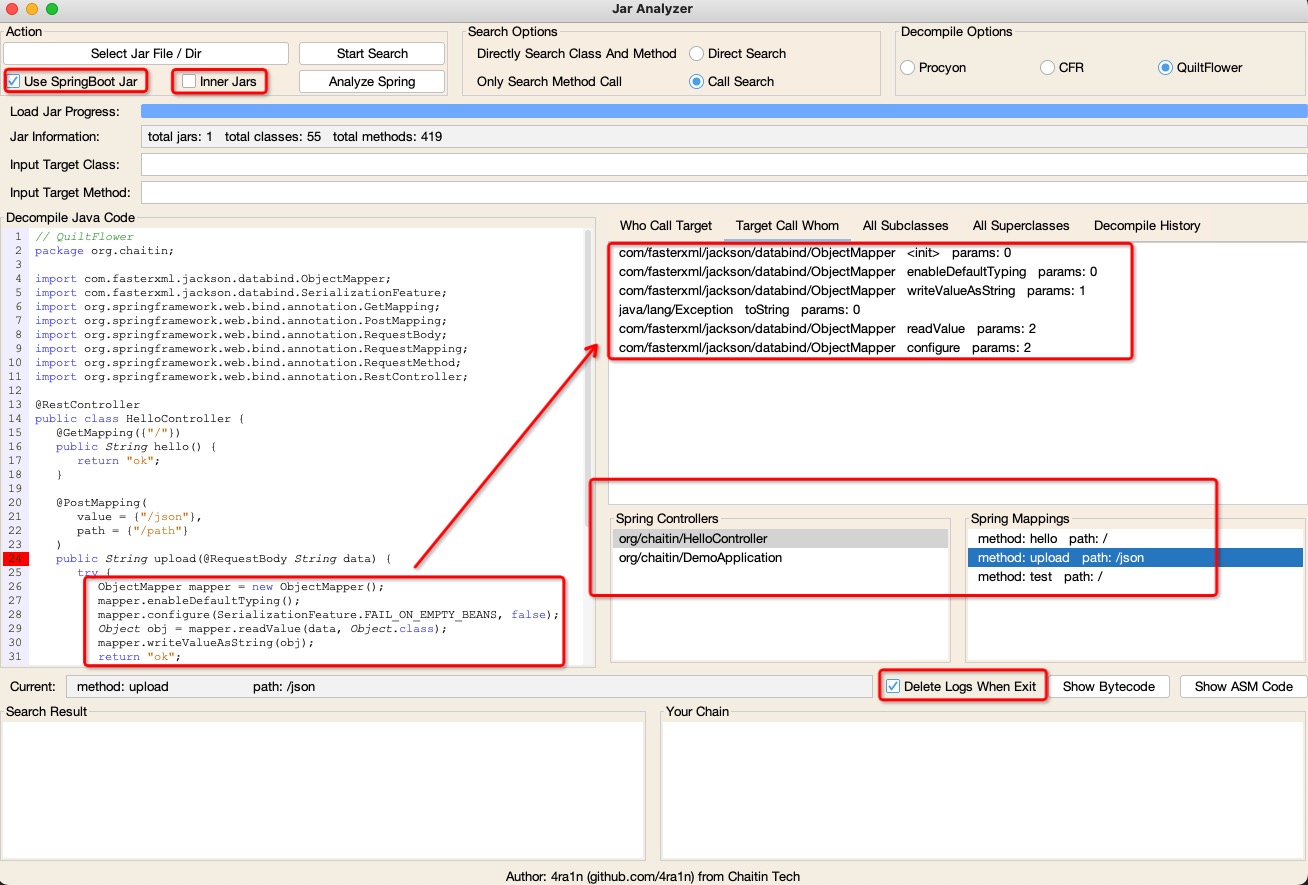 Jar Analyzer
Action
Select Jar File / Dir
Start Search
Use SpringBoot Jar
Inner Jars
Analyze Spring
Search Options
Directly Search Class And Method
Direct Search
Only Search Method Call
Call Search
Decompile Options
Procyon
CFR
QuiltFlower
Load Jar Progress:
Jar Information:
total jars: 1 total classes: 55 total methods: 419
Input Target Class:
Input Target Method:
Decompile Java Code
1 // QuiltFlower
2 package org.chaitin;
3
4 import com.fasterxml.jackson.databind.ObjectMapper;
5 import com.fasterxml.jackson.databind.SerializationFeature;
6 import org.springframework.web.bind.annotation.GetMapping;
7 import org.springframework.web.bind.annotation.PostMapping;
8 import org.springframework.web.bind.annotation.RequestBody;
9 import org.springframework.web.bind.annotation.RequestMapping;
10 import org.springframework.web.bind.annotation.RequestMethod;
11 import org.springframework.web.bind.annotation.RestController;
12
13 @RestController
14 public class HelloController {
15 @GetMapping({"/"})
16 public String hello() {
17 return "ok";
18 }
19
20 @PostMapping(
21 value = {"/json"},
22 path = {"/path"}
23 )
24 public String upload(@RequestBody String data) {
25 try {
26 ObjectMapper mapper = new ObjectMapper();
27 mapper.enableDefaultTyping();
28 mapper.configure(SerializationFeature.FAIL_ON_EMPTY_BEANS, false);
29 Object obj = mapper.readValue(data, Object.class);
30 mapper.writeValueAsString(obj);
31 return "ok";
Who Call Target
Target Call Whom
All Subclasses
All Superclasses
Decompile History
com/fasterxml/jackson/databind/ObjectMapper <init> params: 0
com/fasterxml/jackson/databind/ObjectMapper enableDefaultTyping params: 0
com/fasterxml/jackson/databind/ObjectMapper writeValueAsString params: 1
java/lang/Exception toString params: 0
com/fasterxml/jackson/databind/ObjectMapper readValue params: 2
com/fasterxml/jackson/databind/ObjectMapper configure params: 2
Spring Controllers
org/chaitin/HelloController
org/chaitin/DemoApplication
Spring Mappings
method: hello path: /
method: upload path: /json
method: test path: /
Current:
method: upload path: /json
Delete Logs When Exit
Show Bytecode
Show ASM Code
Search Result
Your Chain
Author: 4ra1n (github.com/4ra1n) from Chaitin Tech